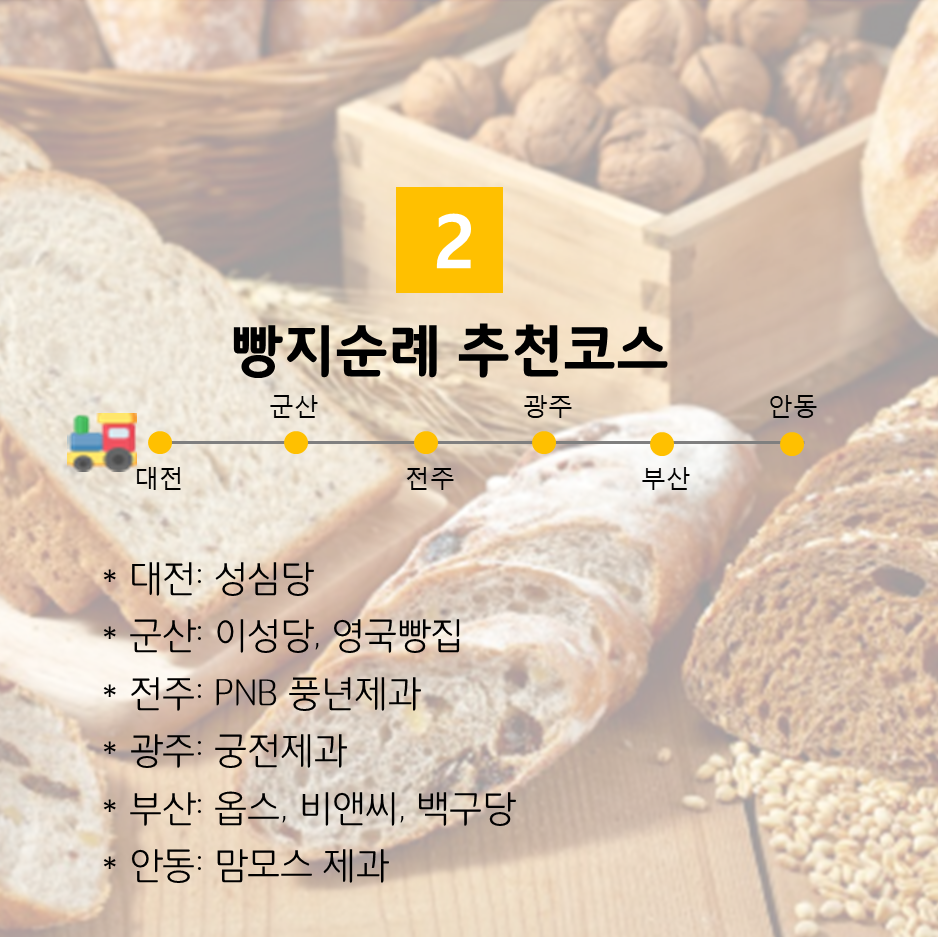 2
빵지순례 추천코스
군산 광주 안동
대전 전주 부산
* 대전: 성심당
* 군산: 이성당, 영국빵집
* 전주: PNB 풍년제과
* 광주: 궁전제과
* 부산: 옵스, 비앤씨, 백구당
* 안동: 맘모스 제과